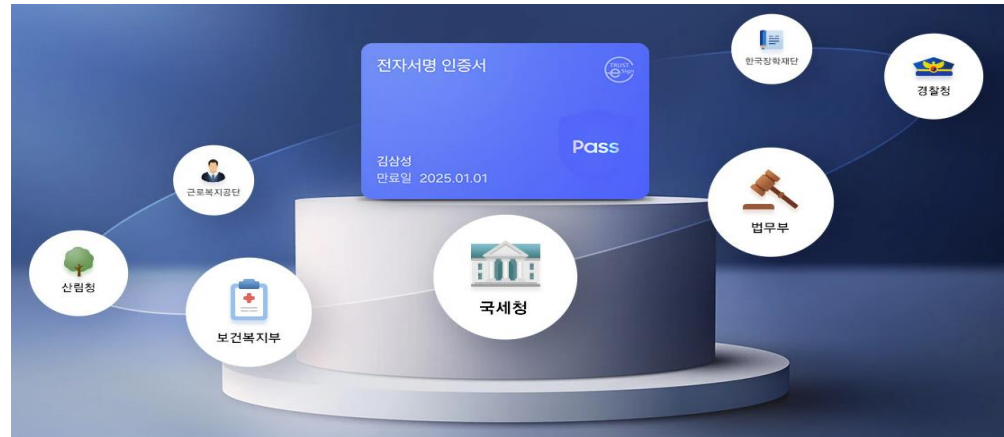 전자서명 인증서
TRUST
eSign
Pass
김삼성
만료일 2025.01.01
한국장학재단
경찰청
근로복지공단
법무부
산림청
국세청
보건복지부